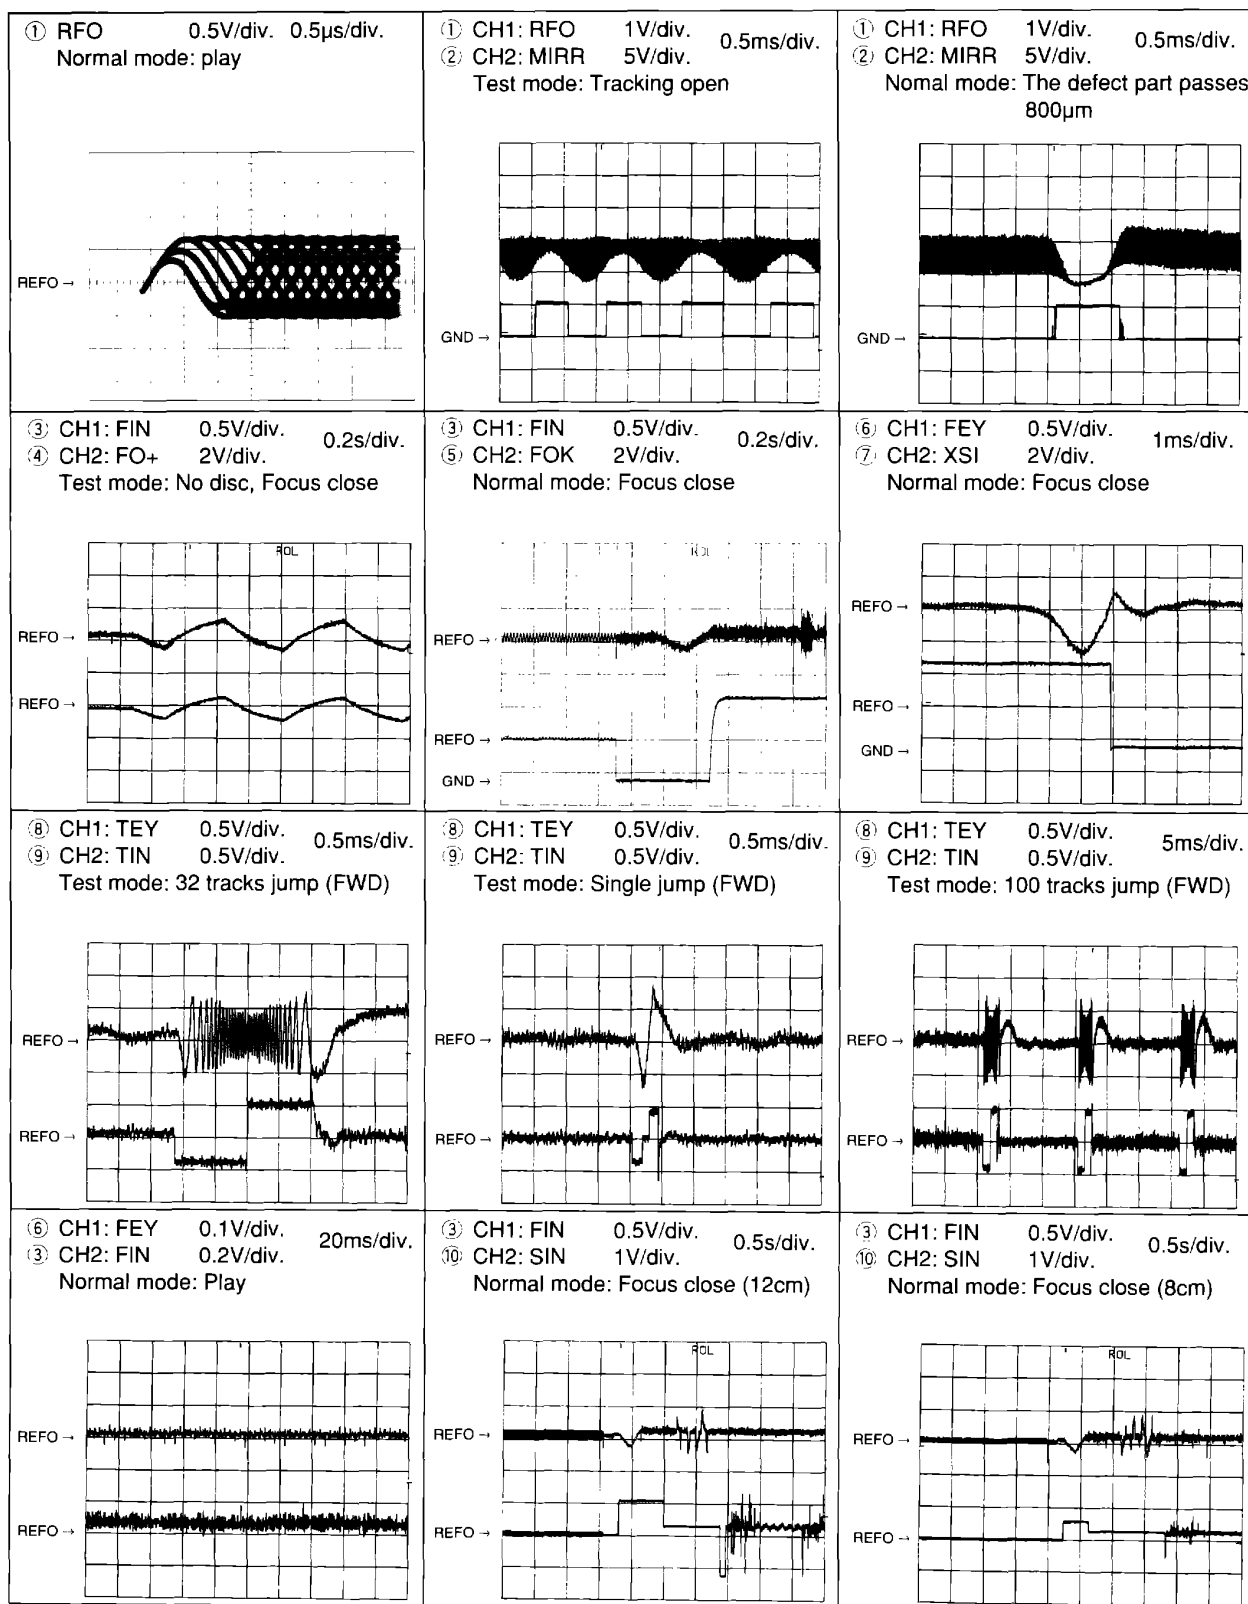 ① RFO 0.5V/div. 0.5µs/div.
Normal mode: play
REFO →
① CH1: RFO 1V/div. 0.5ms/div.
② CH2: MIRR 5V/div.
Test mode: Tracking open
GND →
① CH1: RFO 1V/div. 0.5ms/div.
② CH2: MIRR 5V/div.
Nomal mode: The defect part passes
800µm
GND →
③ CH1: FIN 0.5V/div. 0.2s/div.
④ CH2: FO+ 2V/div.
Test mode: No disc, Focus close
ROL
REFO →
REFO →
③ CH1: FIN 0.5V/div. 0.2s/div.
⑤ CH2: FOK 2V/div.
Normal mode: Focus close
REFO →
REFO →
GND →
⑥ CH1: FEY 0.5V/div. 1ms/div.
⑦ CH2: XSI 2V/div.
Normal mode: Focus close
REFO →
REFO →
GND →
⑧ CH1: TEY 0.5V/div. 0.5ms/div.
⑨ CH2: TIN 0.5V/div.
Test mode: 32 tracks jump (FWD)
REFO →
REFO →
⑧ CH1: TEY 0.5V/div. 0.5ms/div.
⑨ CH2: TIN 0.5V/div.
Test mode: Single jump (FWD)
REFO →
REFO →
⑧ CH1: TEY 0.5V/div. 5ms/div.
⑨ CH2: TIN 0.5V/div.
Test mode: 100 tracks jump (FWD)
REFO →
REFO →
⑥ CH1: FEY 0.1V/div. 20ms/div.
③ CH2: FIN 0.2V/div.
Normal mode: Play
REFO →
REFO →
③ CH1: FIN 0.5V/div. 0.5s/div.
⑩ CH2: SIN 1V/div.
Normal mode: Focus close (12cm)
ROL
REFO →
REFO →
③ CH1: FIN 0.5V/div. 0.5s/div.
⑩ CH2: SIN 1V/div.
Normal mode: Focus close (8cm)
ROL
REFO →
REFO →